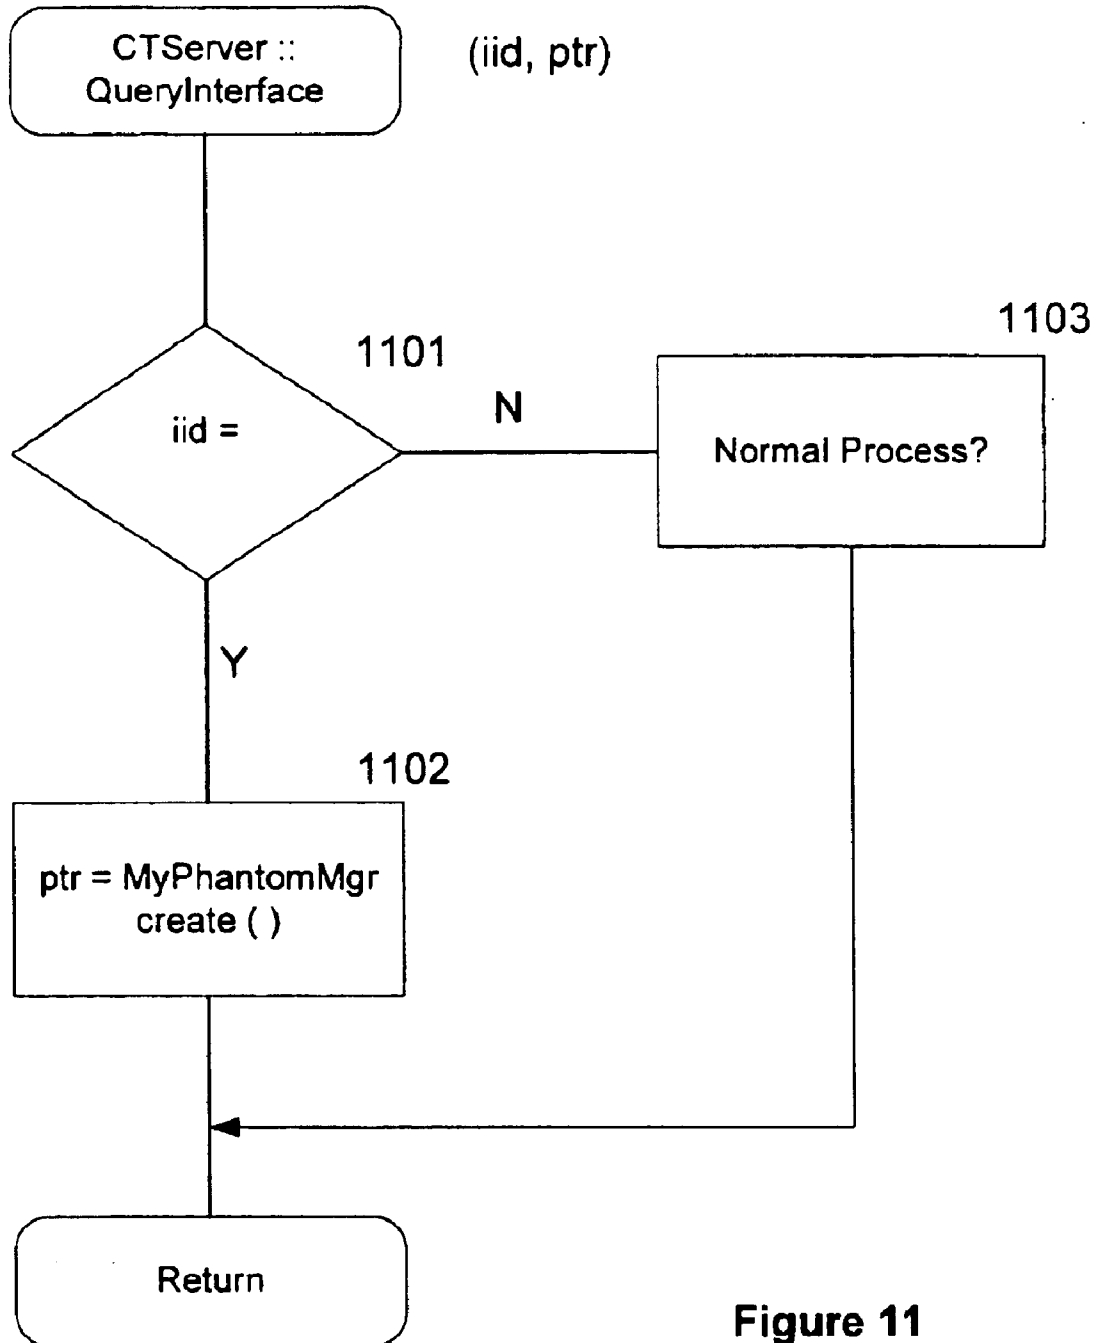 CTServer ::
QueryInterface
(iid, ptr)
1101
iid =
N
1103
Normal Process?
Y
1102
ptr = MyPhantomMgr
create ( )
Return
Figure 11